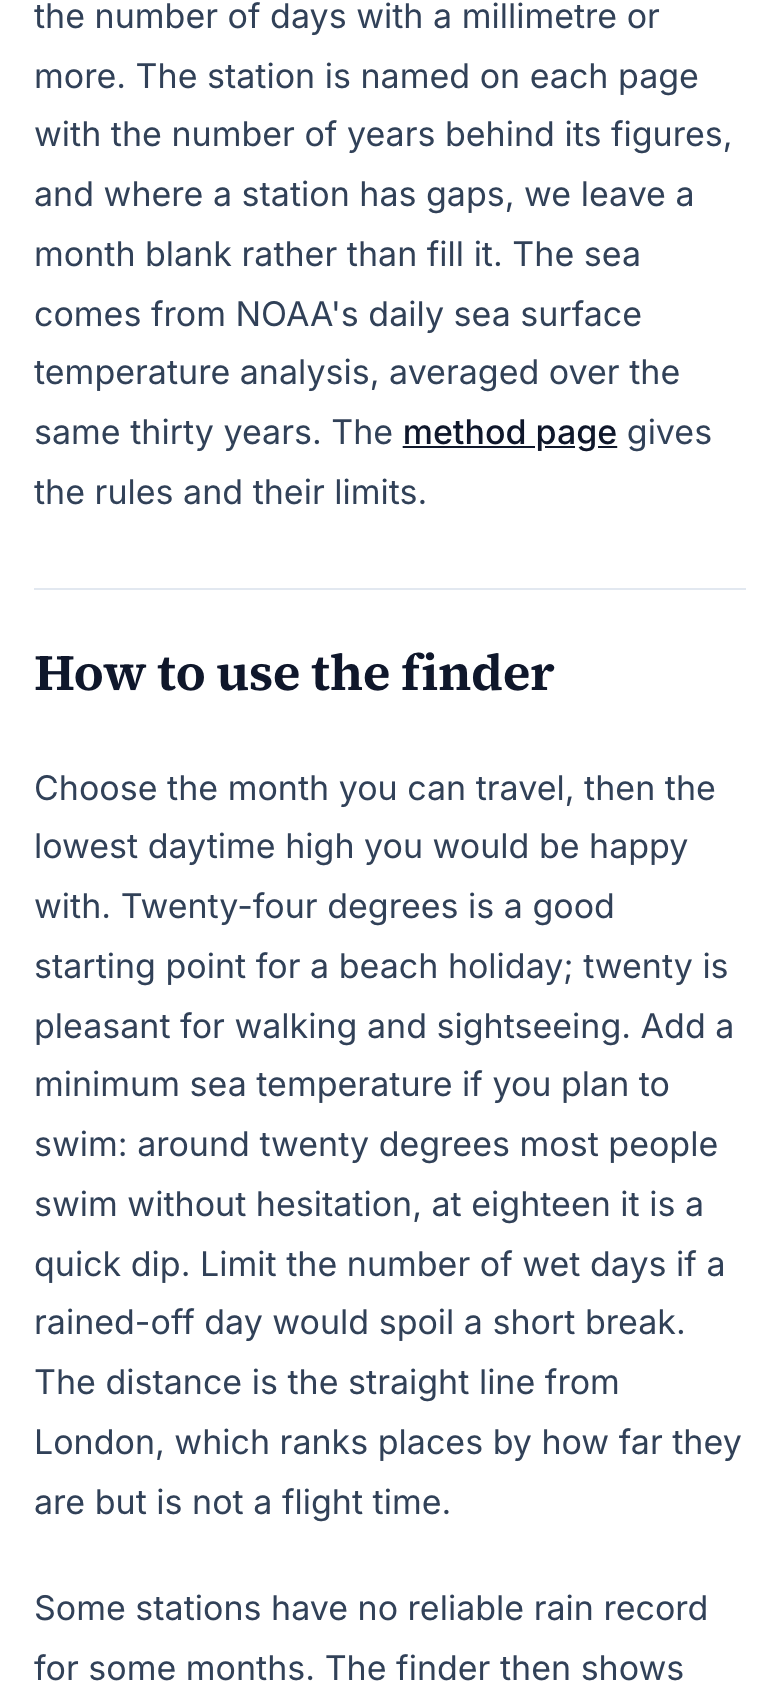 the number of days with a millimetre or
more. The station is named on each page
with the number of years behind its figures,
and where a station has gaps, we leave a
month blank rather than fill it. The sea
comes from NOAA's daily sea surface
temperature analysis, averaged over the
same thirty years. The method page gives
the rules and their limits.
How to use the finder
Choose the month you can travel, then the
lowest daytime high you would be happy
with. Twenty-four degrees is a good
starting point for a beach holiday; twenty is
pleasant for walking and sightseeing. Add a
minimum sea temperature if you plan to
swim: around twenty degrees most people
swim without hesitation, at eighteen it is a
quick dip. Limit the number of wet days if a
rained-off day would spoil a short break.
The distance is the straight line from
London, which ranks places by how far they
are but is not a flight time.
Some stations have no reliable rain record
for some months. The finder then shows